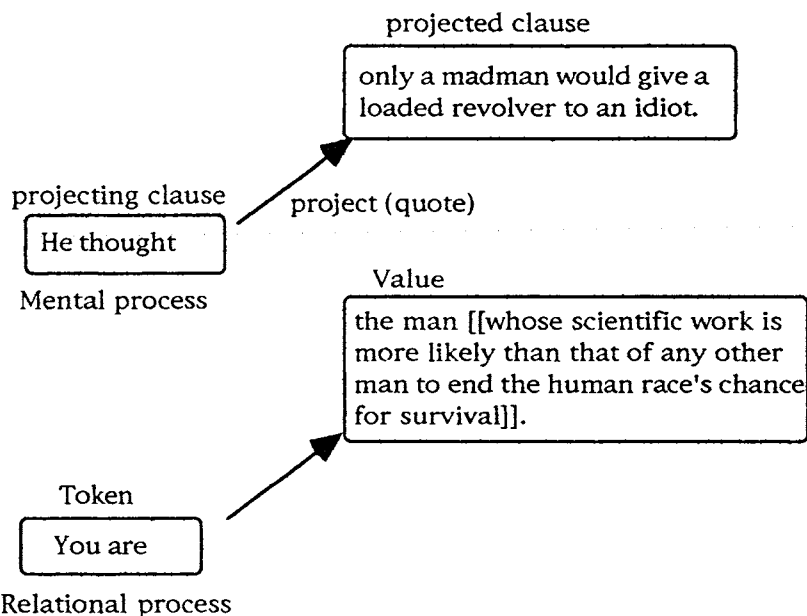 projected clause
only a madman would give a
loaded revolver to an idiot.
projecting clause
project (quote)
He thought
Mental process
Value
the man [[whose scientific work is
more likely than that of any other
man to end the human race's chance
for survival]].
Token
You are
Relational process